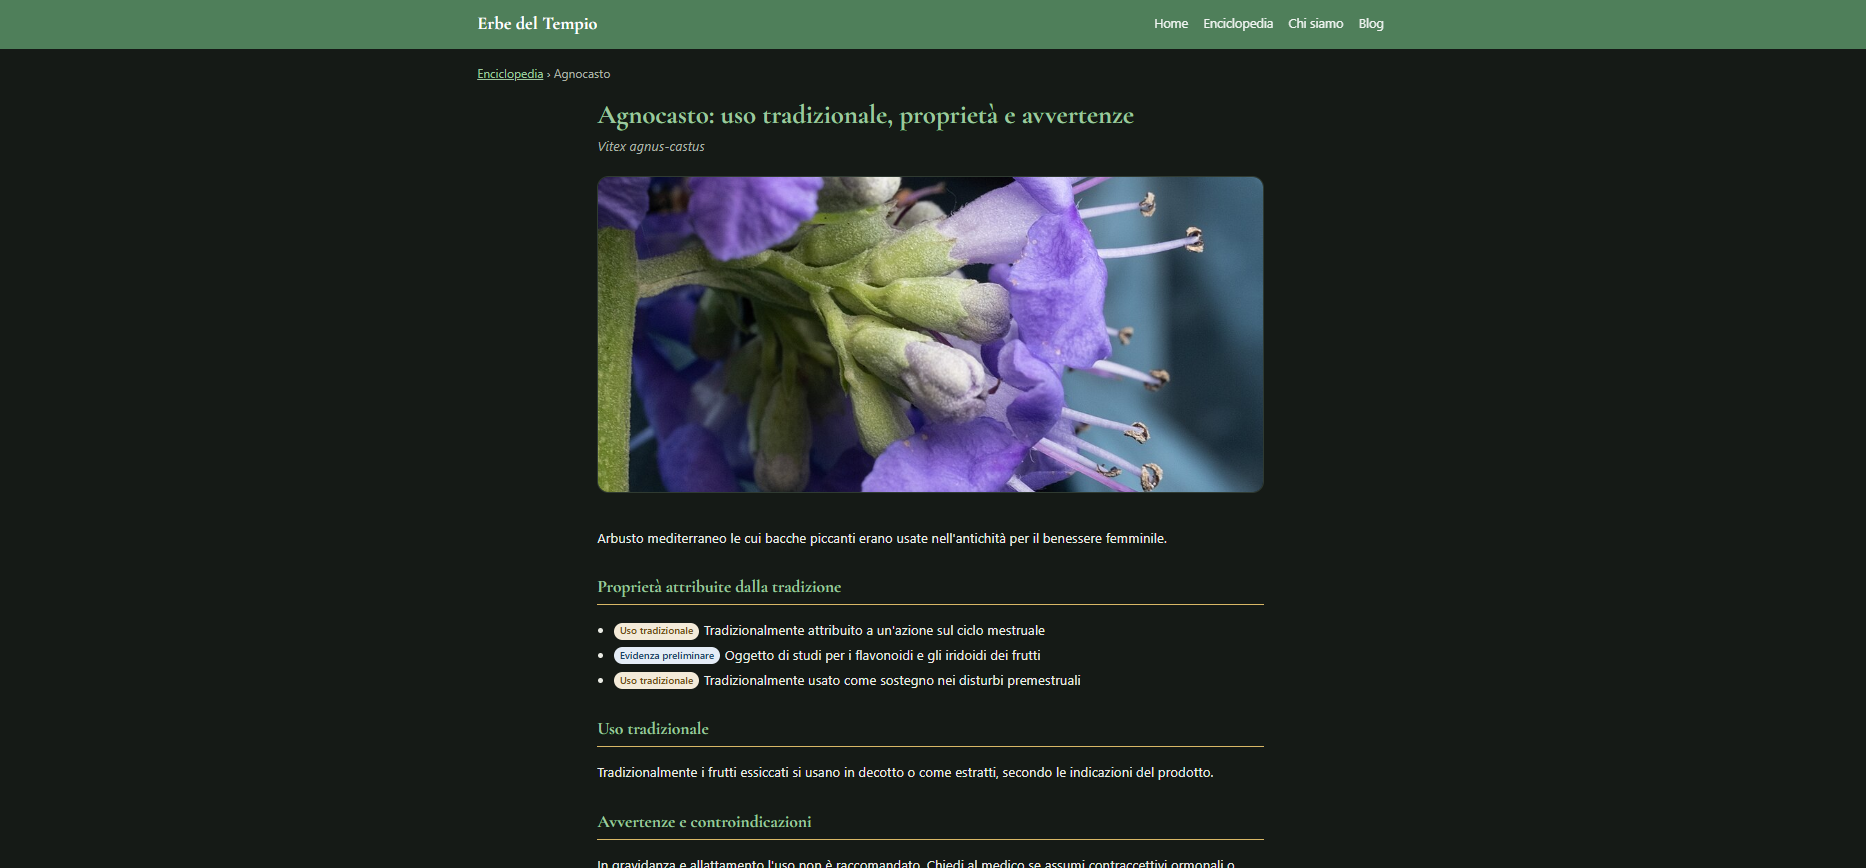 Erbe del Tempio
Home Enciclopedia Chi siamo Blog
Enciclopedia › Agnocasto
Agnocasto: uso tradizionale, proprietà e avvertenze
Vitex agnus-castus
Arbusto mediterraneo le cui bacche piccanti erano usate nell'antichità per il benessere femminile.
Proprietà attribuite dalla tradizione
Uso tradizionale Tradizionalmente attribuito a un'azione sul ciclo mestruale
Evidenza preliminare Oggetto di studi per i flavonoidi e gli iridoidi dei frutti
Uso tradizionale Tradizionalmente usato come sostegno nei disturbi premestruali
Uso tradizionale
Tradizionalmente i frutti essiccati si usano in decotto o come estratti, secondo le indicazioni del prodotto.
Avvertenze e controindicazioni
In gravidanza e allattamento l'uso non è raccomandato. Chiedi al medico se assumi contraccettivi ormonali o